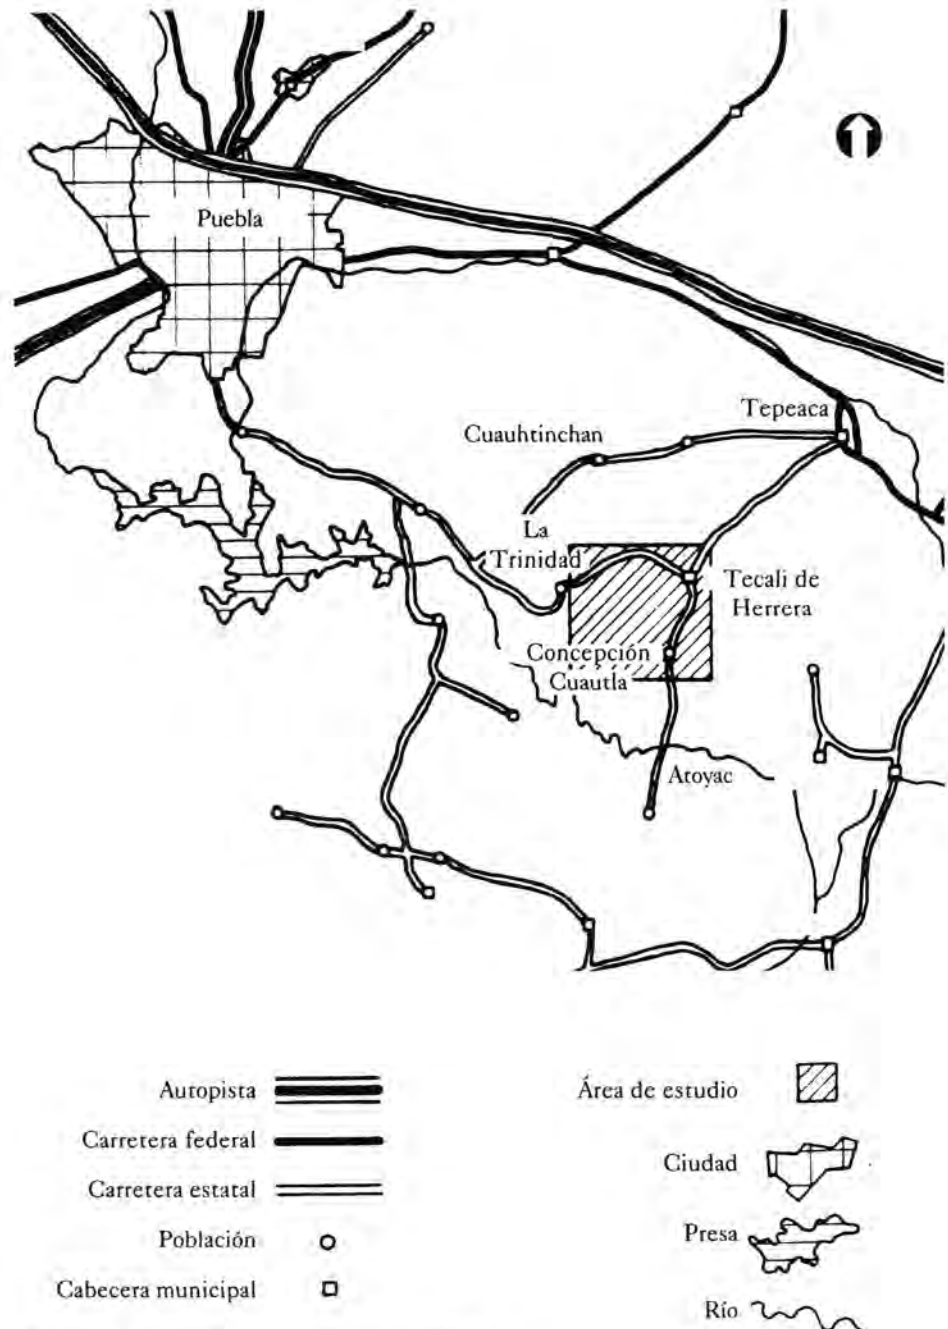 Puebla
Tepeaca
Cuauhtinchan
La
Trinidad
Tecali de
Herrera
Concepción
Cuautla
Atoyac
Autopista
Carretera federal
Carretera estatal
Población
Cabecera municipal
Área de estudio
Ciudad
Presa
Río